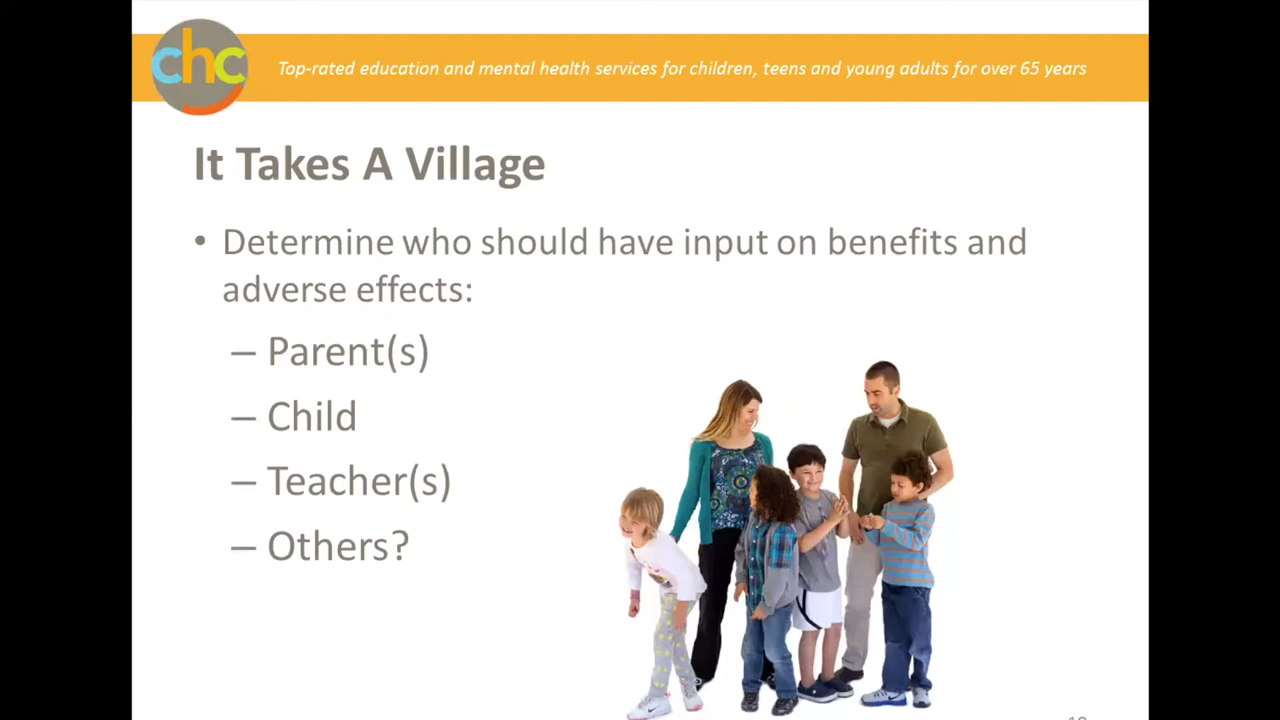 chc
Top-rated education and mental health services for children, teens and young adults for over 65 years
It Takes A Village
• Determine who should have input on benefits and
adverse effects:
– Parent(s)
– Child
– Teacher(s)
– Others?